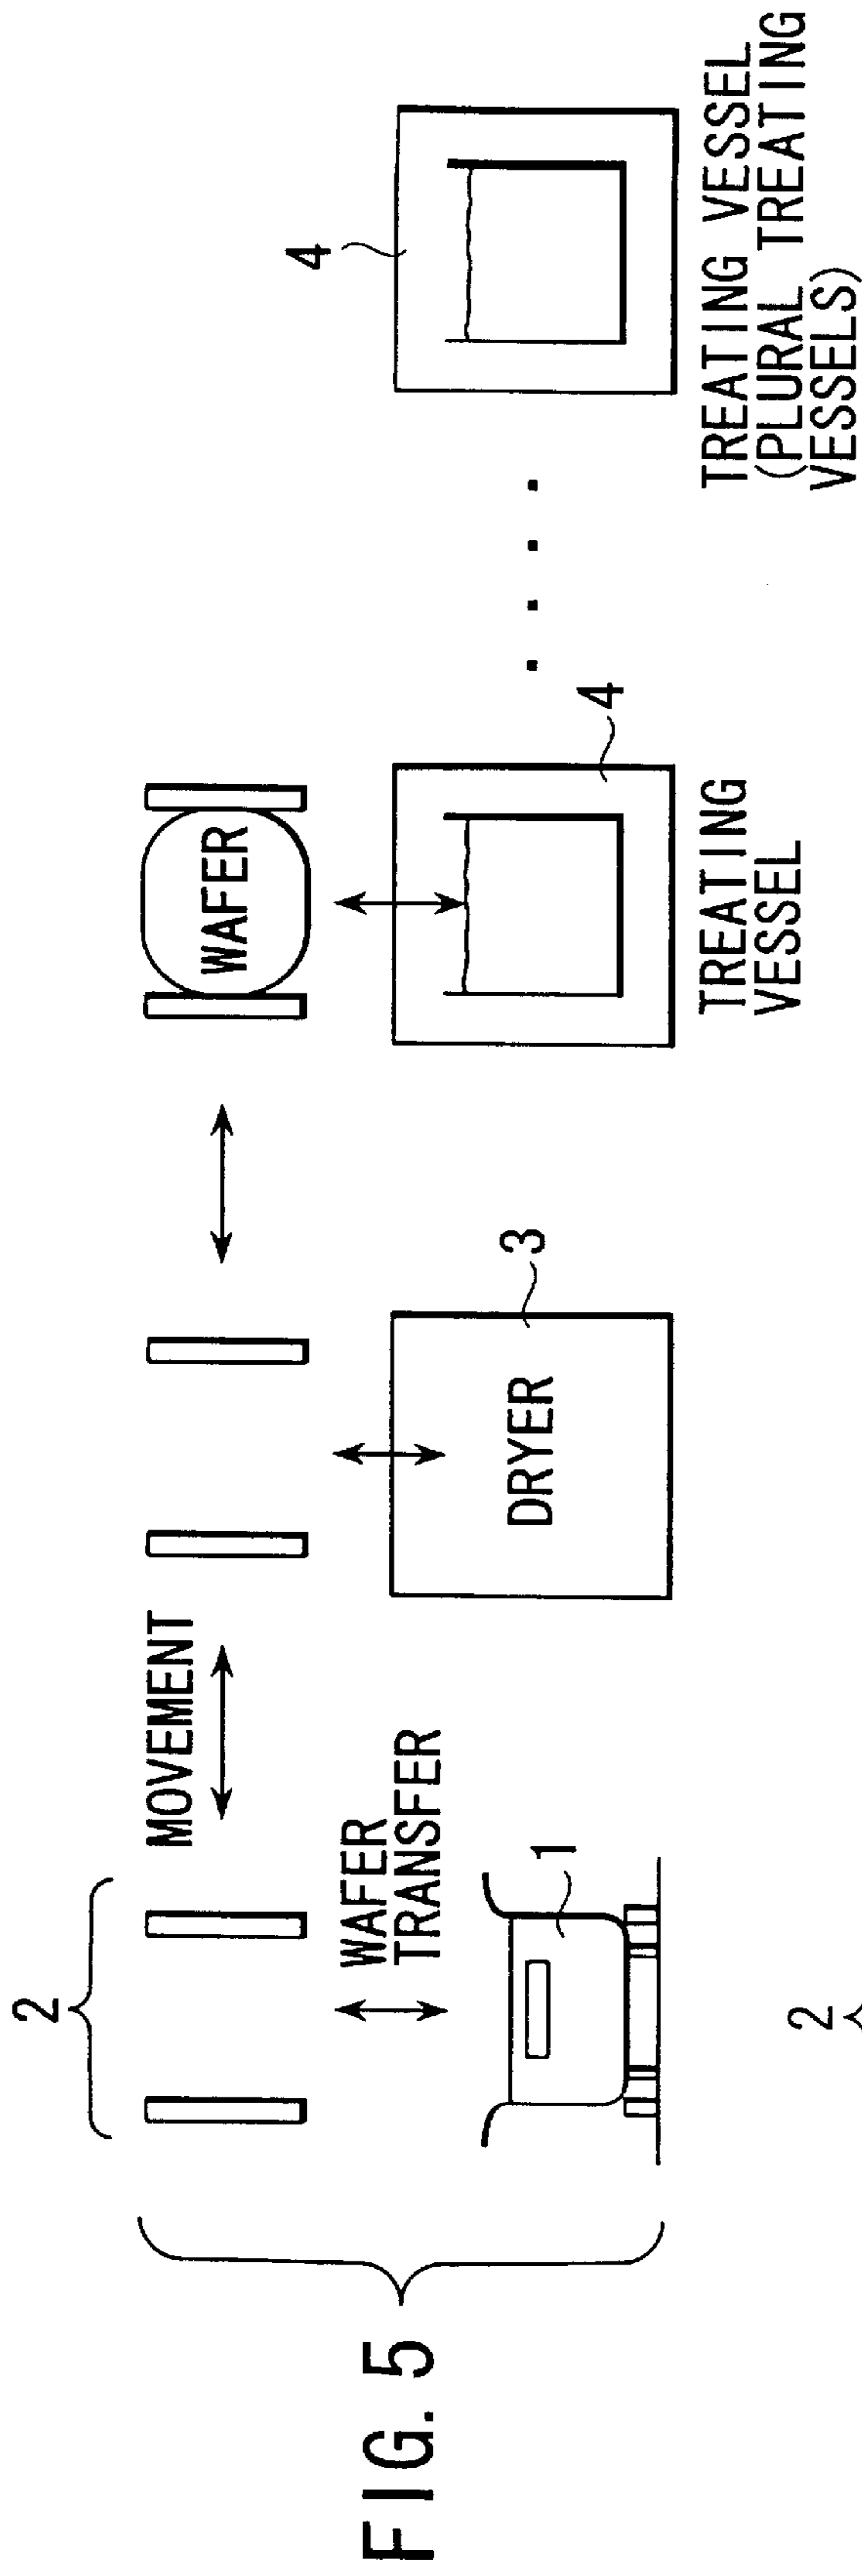 FIG. 5
2
MOVEMENT
WAFER
WAFER
TRANSFER
1
DRYER
3
4
TREATING
VESSEL
4
TREATING VESSEL
(PLURAL TREATING
VESSELS)
2